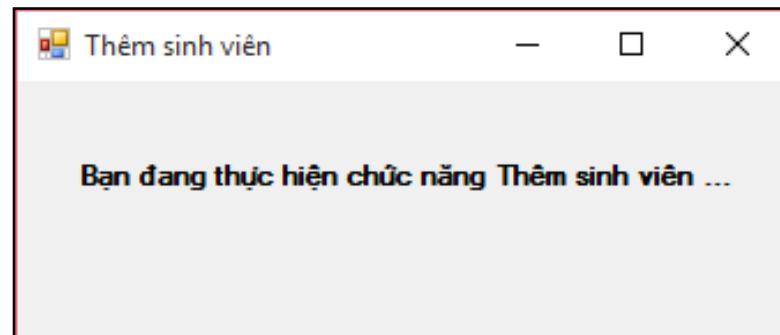 Thêm sinh viên
Bạn đang thực hiện chức năng Thêm sinh viên ...